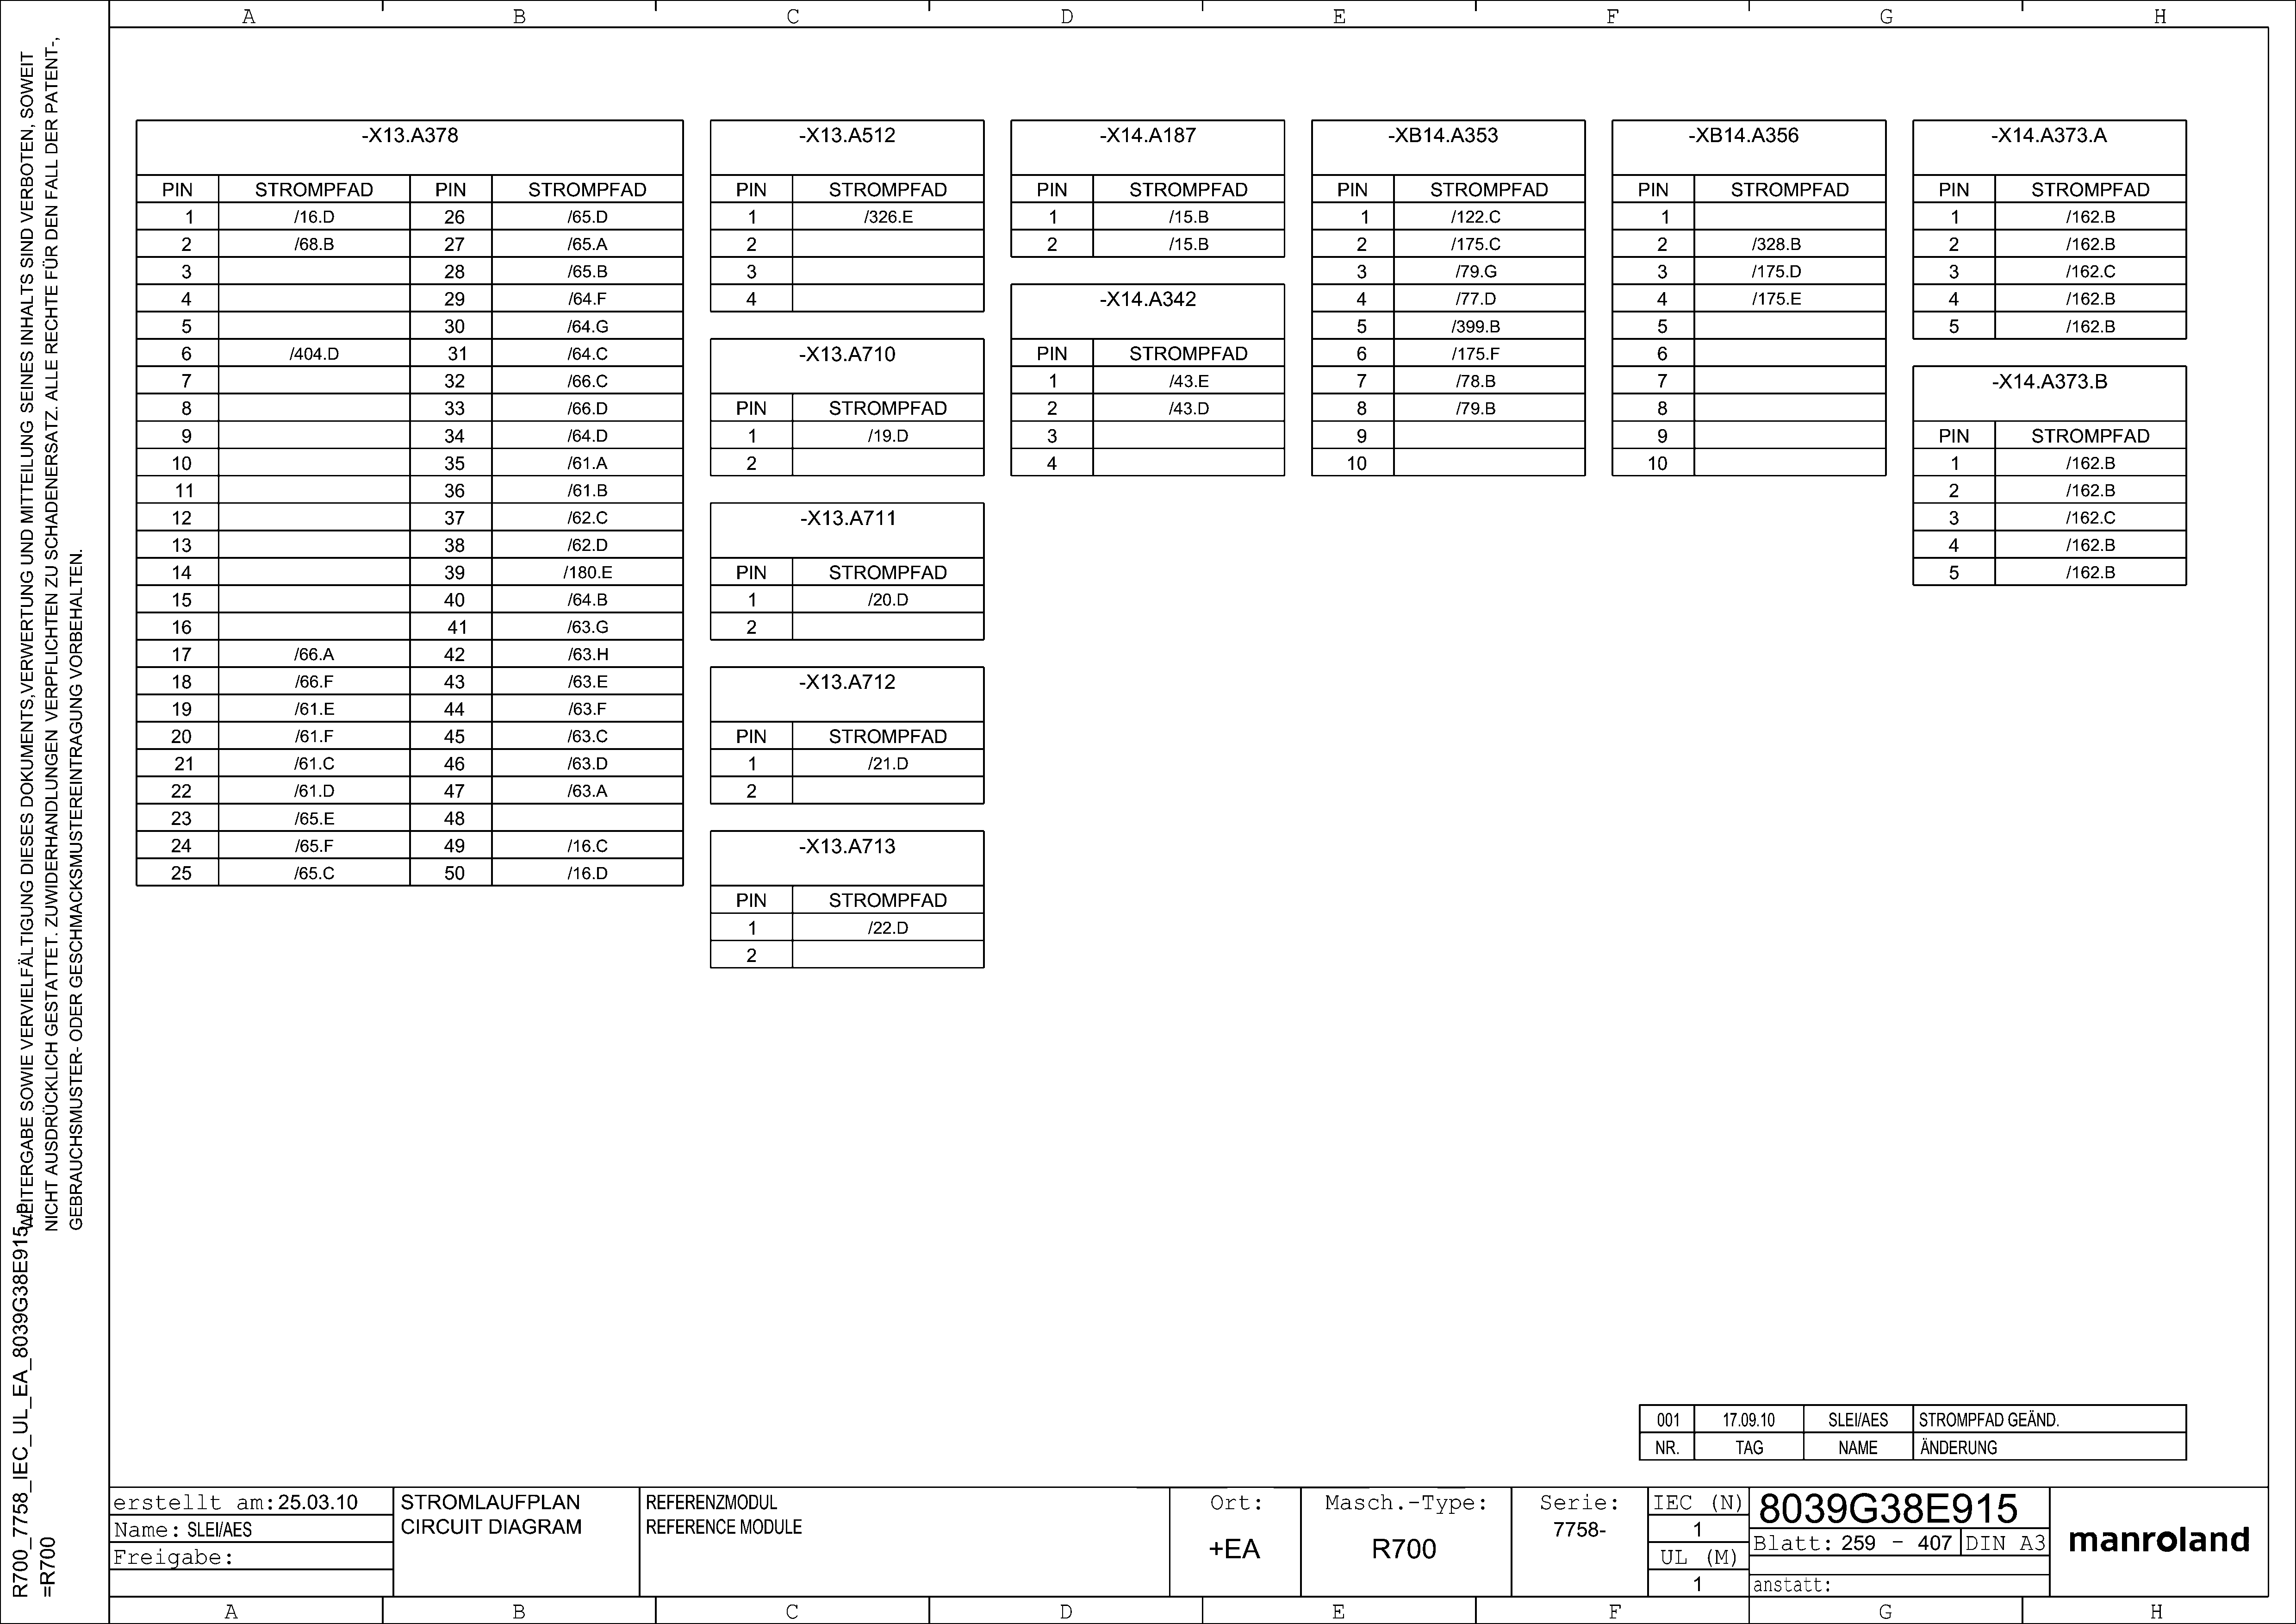 A B C D E F G H
WEITERGABE SOWIE VERVIELFÄLTIGUNG DIESES DOKUMENTS,VERWERTUNG UND MITTEILUNG SEINES INHALTS SIND VERBOTEN, SOWEIT
NICHT AUSDRÜCKLICH GESTATTET. ZUWIDERHANDLUNGEN VERPFLICHTEN ZU SCHADENERSATZ. ALLE RECHTE FÜR DEN FALL DER PATENT-,
GEBRAUCHSMUSTER- ODER GESCHMACKSMUSTEREINTRAGUNG VORBEHALTEN.
R700_7758_IEC_UL_EA_8039G38E915_0
=R700
-X13.A378
PIN STROMPFAD PIN STROMPFAD
1 /16.D 26 /65.D
2 /68.B 27 /65.A
3 28 /65.B
4 29 /64.F
5 30 /64.G
6 /404.D 31 /64.C
7 32 /66.C
8 33 /66.D
9 34 /64.D
10 35 /61.A
11 36 /61.B
12 37 /62.C
13 38 /62.D
14 39 /180.E
15 40 /64.B
16 41 /63.G
17 /66.A 42 /63.H
18 /66.F 43 /63.E
19 /61.E 44 /63.F
20 /61.F 45 /63.C
21 /61.C 46 /63.D
22 /61.D 47 /63.A
23 /65.E 48
24 /65.F 49 /16.C
25 /65.C 50 /16.D
-X13.A512
PIN STROMPFAD
1 /326.E
2
3
4
-X13.A710
PIN STROMPFAD
1 /19.D
2
-X13.A711
PIN STROMPFAD
1 /20.D
2
-X13.A712
PIN STROMPFAD
1 /21.D
2
-X13.A713
PIN STROMPFAD
1 /22.D
2
-X14.A187
PIN STROMPFAD
1 /15.B
2 /15.B
-X14.A342
PIN STROMPFAD
1 /43.E
2 /43.D
3
4
-XB14.A353
PIN STROMPFAD
1 /122.C
2 /175.C
3 /79.G
4 /77.D
5 /399.B
6 /175.F
7 /78.B
8 /79.B
9
10
-XB14.A356
PIN STROMPFAD
1
2 /328.B
3 /175.D
4 /175.E
5
6
7
8
9
10
-X14.A373.A
PIN STROMPFAD
1 /162.B
2 /162.B
3 /162.C
4 /162.B
5 /162.B
-X14.A373.B
PIN STROMPFAD
1 /162.B
2 /162.B
3 /162.C
4 /162.B
5 /162.B
001 17.09.10 SLEI/AES STROMPFAD GEÄND.
NR. TAG NAME ÄNDERUNG
erstellt am: 25.03.10
Name: SLEI/AES
Freigabe:
STROMLAUFPLAN
CIRCUIT DIAGRAM
REFERENZMODUL
REFERENCE MODULE
Ort:
+EA
Masch.-Type:
R700
Serie:
7758-
IEC (N)
1
UL (M)
1
8039G38E915
Blatt: 259 - 407 DIN A3
anstatt:
manroland
A B C D E F G H